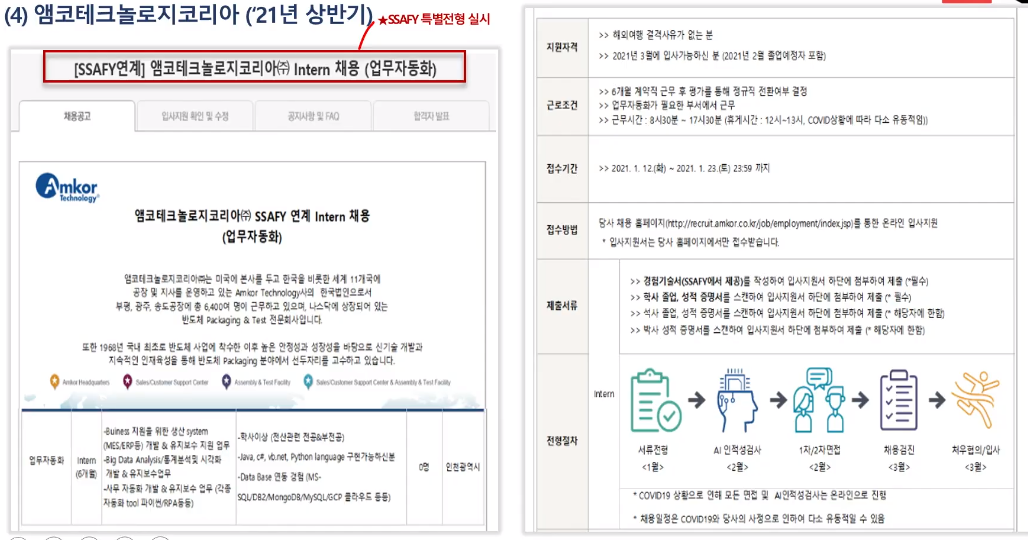 (4) 앰코테크놀로지코리아 ('21년 상반기)
★SSAFY 특별전형 실시
[SSAFY연계] 앰코테크놀로지코리아㈜ Intern 채용 (업무자동화)
채용공고
입사지원 확인 및 수정
공지사항 및 FAQ
합격자 발표
Amkor
Technology®
앰코테크놀로지코리아㈜ SSAFY 연계 Intern 채용
(업무자동화)
앰코테크놀로지코리아㈜는 미국에 본사를 두고 한국을 비롯한 세계 11개국에
공장 및 지사를 운영하고 있는 Amkor Technology사의 한국법인으로서
부평, 광주, 송도공장에 총 6,400여 명이 근무하고 있으며, 나스닥에 상장되어 있는
반도체 Packaging & Test 전문회사입니다.
또한 1968년 국내 최초로 반도체 사업에 착수한 이후 높은 안정성과 성장성을 바탕으로 신기술 개발과
지속적인 인재육성을 통해 반도체 Packaging 분야에서 선두자리를 고수하고 있습니다.
Amkor Headquarters
Sales/Customer Support Center
Assembly & Test Facility
Sales/Customer Support Center & Assembly & Test Facility
업무자동화
Intern
(6개월)
-Buiness 지원을 위한 생산 system
(MES/ERP등) 개발 & 유지보수 지원 업무
-Big Data Analysis/통계분석및 시각화
개발 & 유지보수업무
-사무 자동화 개발 & 유지보수 업무 (각종
자동화 tool 파이썬/RPA등등)
-학사이상 (전산관련 전공&부전공)
-Java, c#, vb.net, Python language 구현가능하신분
-Data Base 연동 경험 (MS-
SQL/DB2/MongoDB/MySQL/GCP 클라우드 등등)
0명
인천광역시
지원자격
>> 해외여행 결격사유가 없는 분
>> 2021년 3월에 입사가능하신 분 (2021년 2월 졸업예정자 포함)
근로조건
>> 6개월 계약직 근무 후 평가를 통해 정규직 전환여부 결정
>> 업무자동화가 필요한 부서에서 근무
>> 근무시간 : 8시30분 ~ 17시30분 (휴게시간 : 12시~13시, COVID상황에 따라 다소 유동적임))
접수기간
>> 2021. 1. 12.(화) ~ 2021. 1. 23.(토) 23:59 까지
접수방법
당사 채용 홈페이지(http://recruit.amkor.co.kr/job/employment/index.jsp)를 통한 온라인 입사지원
* 입사지원서는 당사 홈페이지에서만 접수받습니다.
제출서류
>> 경험기술서(SSAFY에서 제공)를 작성하여 입사지원서 하단에 첨부하여 제출 (*필수)
>> 학사 졸업, 성적 증명서를 스캔하여 입사지원서 하단에 첨부하여 제출 (* 필수)
>> 석사 졸업, 성적 증명서를 스캔하여 입사지원서 하단에 첨부하여 제출 (* 해당자에 한함)
>> 박사 성적 증명서를 스캔하여 입사지원서 하단에 첨부하여 제출 (* 해당자에 한함)
전형절차
Intern
서류전형
AI 인적성검사
1차/2차면접
채용검진
처우협의/입사
<1월>
<2월>
<2월>
<3월>
<3월>
* COVID19 상황으로 인해 모든 면접 및 AI인적성검사는 온라인으로 진행
* 채용일정은 COVID19와 당사의 사정으로 인하여 다소 유동적일 수 있음